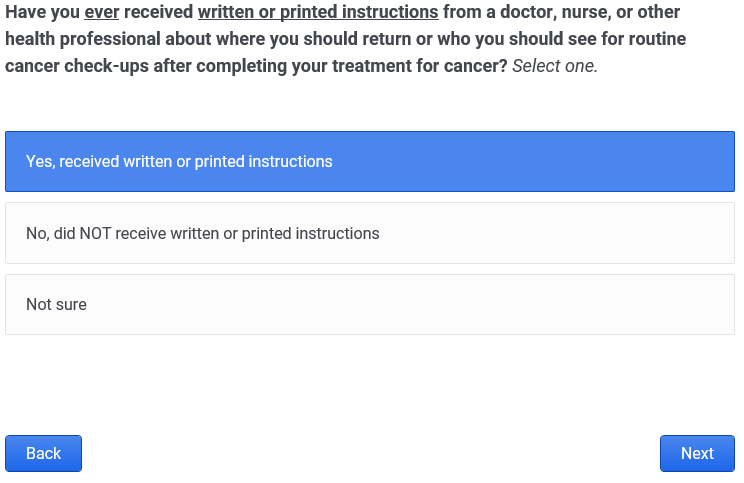 Have you ever received written or printed instructions from a doctor, nurse, or other
health professional about where you should return or who you should see for routine
cancer check-ups after completing your treatment for cancer? Select one.
Yes, received written or printed instructions
No, did NOT receive written or printed instructions
Not sure
Back
Next